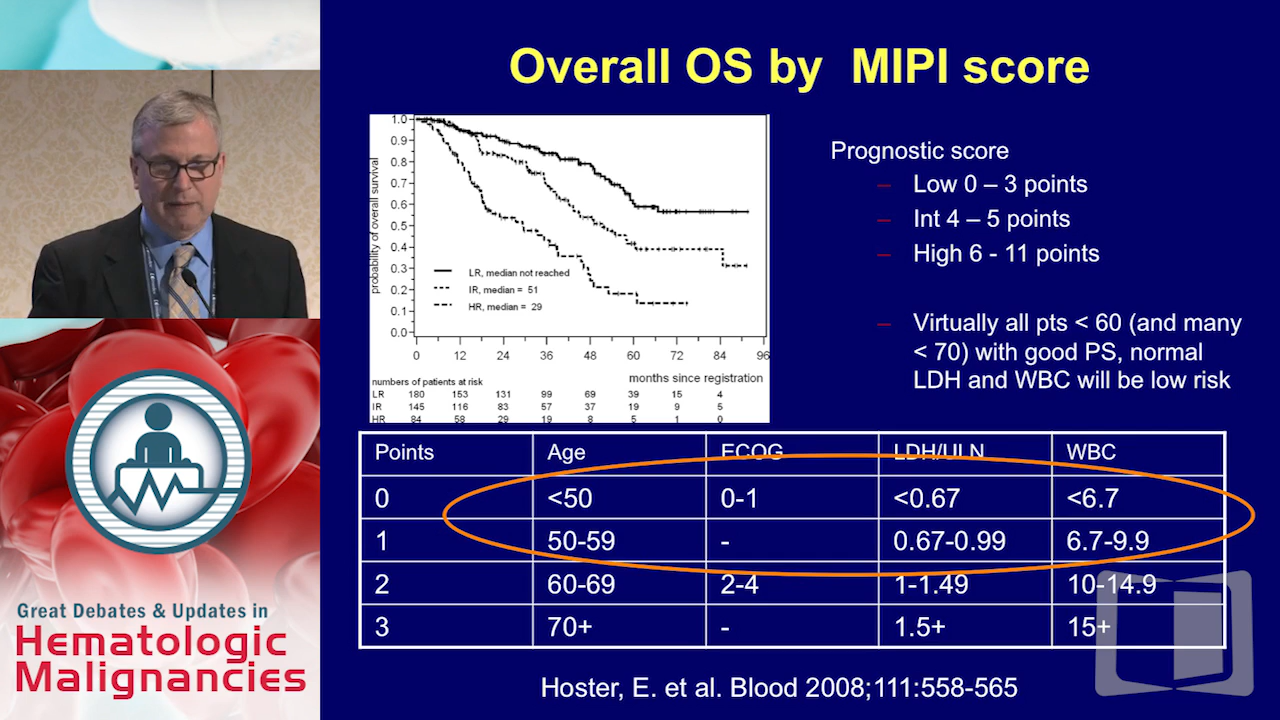 Overall OS by MIPI score
1.0
0.9
0.8
0.7
0.6
0.5
0.4
0.3
0.2
0.1
0.0
probability of overall survival
LR, median not reached
IR, median = 51
HR, median = 29
0 12 24 36 48 60 72 84 96
months since registration
numbers of patients at risk
LR 180 153 131 99 69 39 15 4
IR 145 116 83 57 37 19 9 5
HR 84 58 29 19 8 5 1 0
Prognostic score
– Low 0 – 3 points
– Int 4 – 5 points
– High 6 - 11 points
– Virtually all pts < 60 (and many
< 70) with good PS, normal
LDH and WBC will be low risk
Points Age ECOG LDH/ULN WBC
0 <50 0-1 <0.67 <6.7
1 50-59 - 0.67-0.99 6.7-9.9
2 60-69 2-4 1-1.49 10-14.9
3 70+ - 1.5+ 15+
Hoster, E. et al. Blood 2008;111:558-565
Great Debates & Updates in
Hematologic
Malignancies